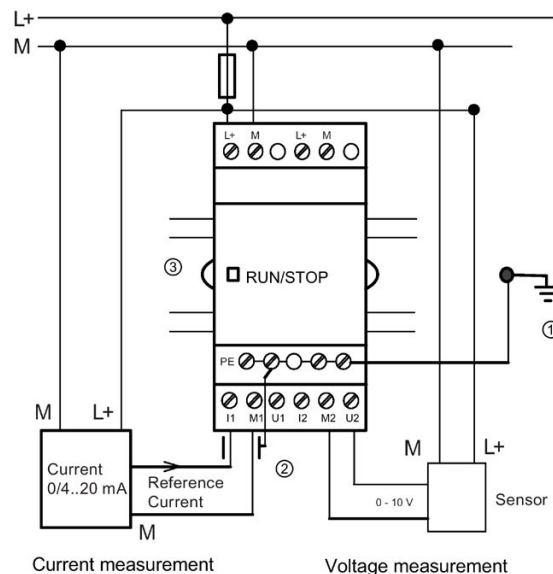 L+
M
L+ M L+ M
③ RUN/STOP
①
PE
I1 M1 U1 I2 M2 U2
M L+
M L+
②
Current
0/4..20 mA
Reference
Current
0 - 10 V
Sensor
M
Current measurement
Voltage measurement